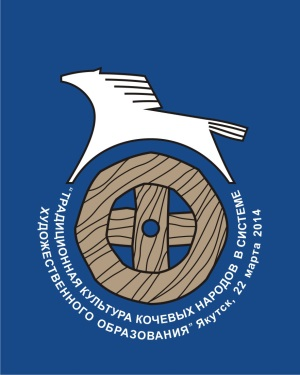 "ТРАДИЦИОННАЯ КУЛЬТУРА КОЧЕВЫХ НАРОДОВ В СИСТЕМЕ
ХУДОЖЕСТВЕННОГО ОБРАЗОВАНИЯ" Якутск, 22 марта 2014